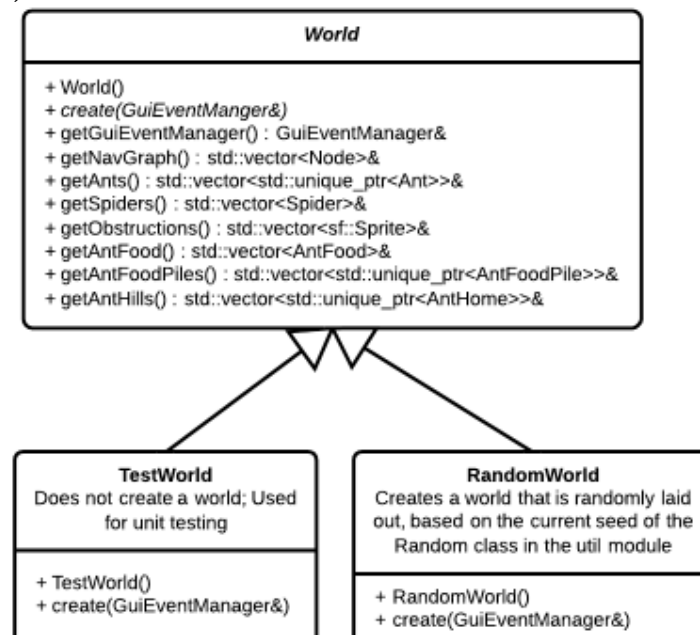 World
+ World()
+ create(GuiEventManger&)
+ getGuiEventManager() : GuiEventManager&
+ getNavGraph() : std::vector<Node>&
+ getAnts() : std::vector<std::unique_ptr<Ant>>&
+ getSpiders() : std::vector<Spider>&
+ getObstructions() : std::vector<sf::Sprite>&
+ getAntFood() : std::vector<AntFood>&
+ getAntFoodPiles() : std::vector<std::unique_ptr<AntFoodPile>>&
+ getAntHills() : std::vector<std::unique_ptr<AntHome>>&
TestWorld
Does not create a world; Used
for unit testing
+ TestWorld()
+ create(GuiEventManager&)
RandomWorld
Creates a world that is randomly laid
out, based on the current seed of the
Random class in the util module
+ RandomWorld()
+ create(GuiEventManager&)